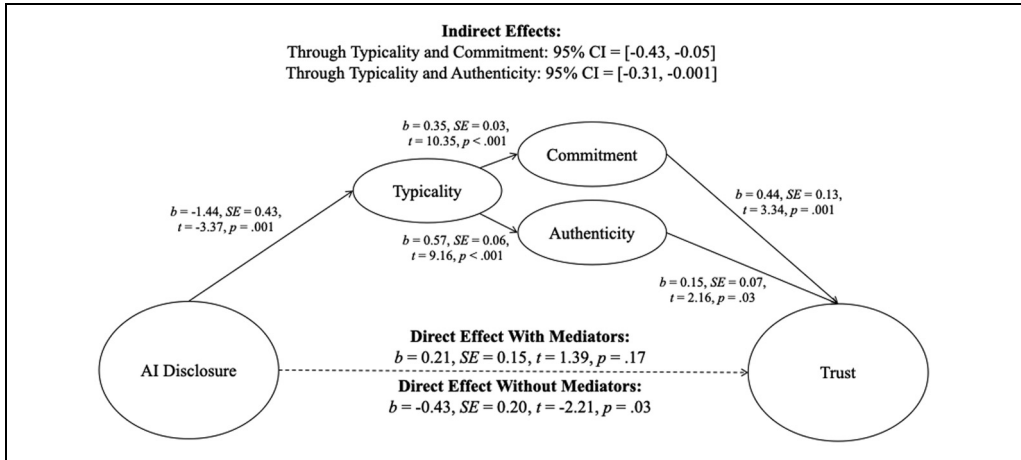 Indirect Effects:
Through Typicality and Commitment: 95% CI = [-0.43, -0.05]
Through Typicality and Authenticity: 95% CI = [-0.31, -0.001]
b = 0.35, SE = 0.03,
t = 10.35, p < .001
Commitment
Typicality
b = 0.44, SE = 0.13,
t = 3.34, p = .001
b = -1.44, SE = 0.43,
t = -3.37, p = .001
Authenticity
b = 0.57, SE = 0.06,
t = 9.16, p < .001
b = 0.15, SE = 0.07,
t = 2.16, p = .03
Direct Effect With Mediators:
b = 0.21, SE = 0.15, t = 1.39, p = .17
AI Disclosure
Trust
Direct Effect Without Mediators:
b = -0.43, SE = 0.20, t = -2.21, p = .03